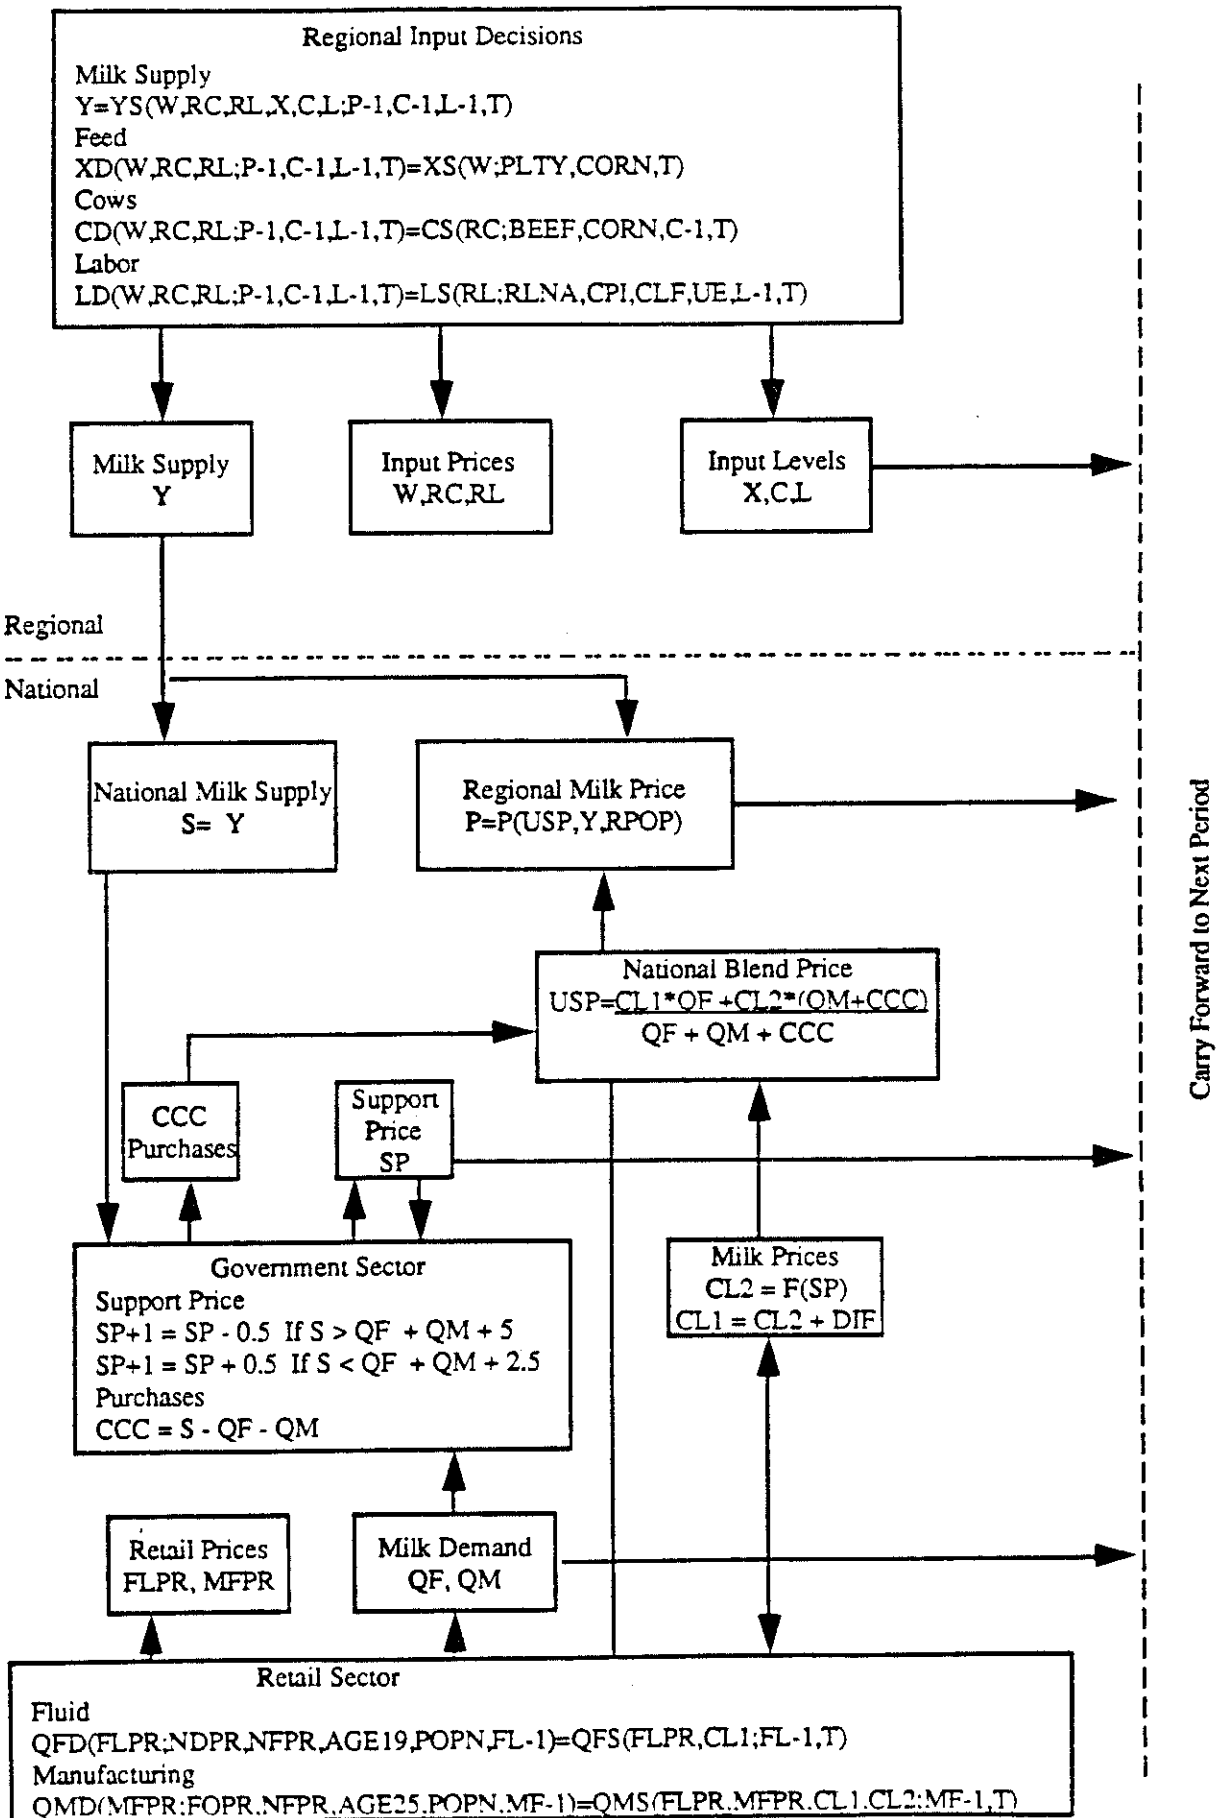 Regional Input Decisions
Milk Supply
Y=YS(W,RC,RL,X,C,L;P-1,C-1,L-1,T)
Feed
XD(W,RC,RL;P-1,C-1,L-1,T)=XS(W;PLTY,CORN,T)
Cows
CD(W,RC,RL;P-1,C-1,L-1,T)=CS(RC;BEEF,CORN,C-1,T)
Labor
LD(W,RC,RL;P-1,C-1,L-1,T)=LS(RL;RLNA,CPI,CLF,UE,L-1,T)
Milk Supply
Y
Input Prices
W,RC,RL
Input Levels
X,C,L
Regional
National
National Milk Supply
S= Y
Regional Milk Price
P=P(USP,Y,RPOP)
National Blend Price
USP=CL1*QF +CL2*(QM+CCC)
QF + QM + CCC
CCC
Purchases
Support
Price
SP
Government Sector
Support Price
SP+1 = SP - 0.5 If S > QF + QM + 5
SP+1 = SP + 0.5 If S < QF + QM + 2.5
Purchases
CCC = S - QF - QM
Milk Prices
CL2 = F(SP)
CL1 = CL2 + DIF
Retail Prices
FLPR, MFPR
Milk Demand
QF, QM
Retail Sector
Fluid
QFD(FLPR;NDPR,NFPR,AGE19,POPN,FL-1)=QFS(FLPR,CL1;FL-1,T)
Manufacturing
QMD(MFPR;FOPR,NFPR,AGE25,POPN,MF-1)=QMS(FLPR,MFPR,CL1,CL2;MF-1,T)
Carry Forward to Next Period